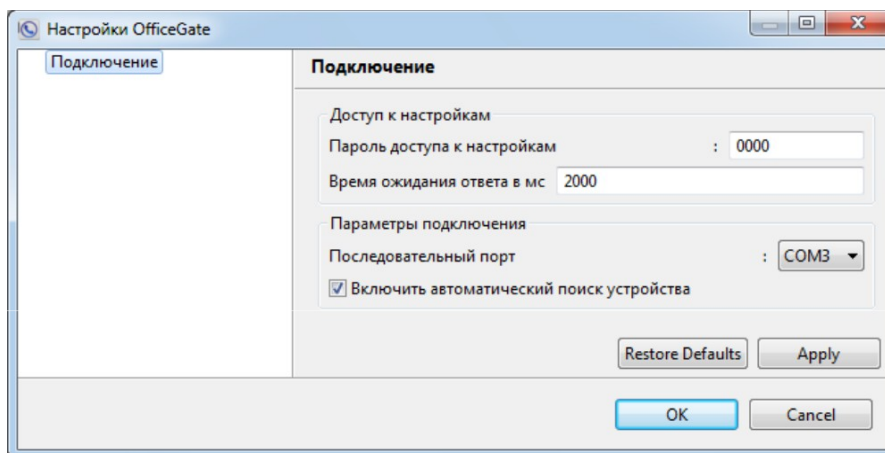 Настройки OfficeGate
Подключение
Подключение
Доступ к настройкам
Пароль доступа к настройкам : 0000
Время ожидания ответа в мс 2000
Параметры подключения
Последовательный порт : COM3
Включить автоматический поиск устройства
Restore Defaults Apply
OK Cancel